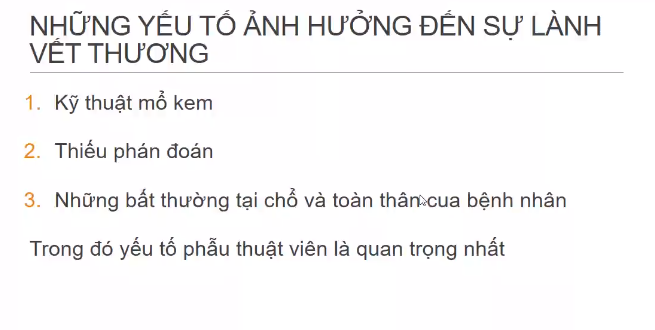 NHỮNG YẾU TỐ ẢNH HƯỞNG ĐẾN SỰ LÀNH
VẾT THƯƠNG
1. Kỹ thuật mổ kem
2. Thiếu phán đoán
3. Những bất thường tại chổ và toàn thân cua bệnh nhân
Trong đó yếu tố phẫu thuật viên là quan trọng nhất